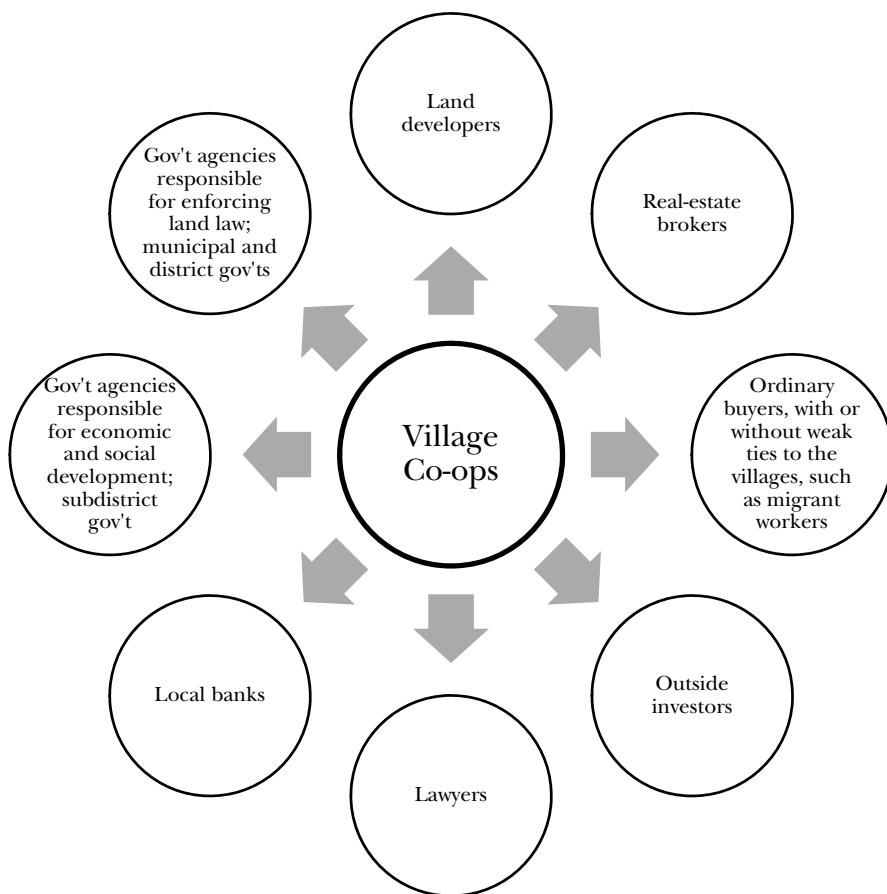 Land
developers
Gov't agencies
responsible
for enforcing
land law;
municipal and
district gov'ts
Real-estate
brokers
Gov't agencies
responsible
for economic
and social
development;
subdistrict
gov't
Village
Co-ops
Ordinary
buyers, with or
without weak
ties to the
villages, such
as migrant
workers
Local banks
Outside
investors
Lawyers